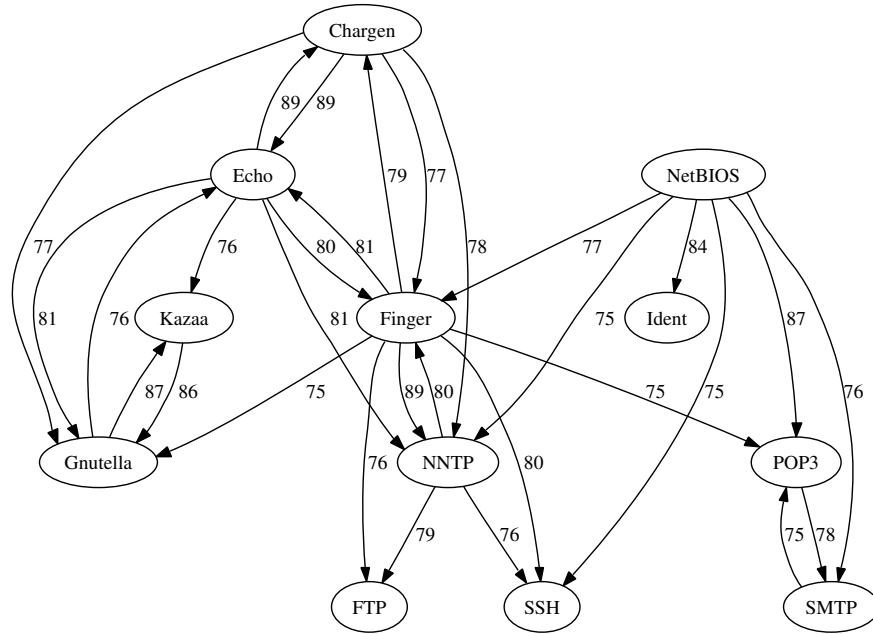 Chargen
89 89
Echo NetBIOS
79 77
77 76 80 81 78 77 84
81 76 Kazaa 81 Finger 75 Ident 87
87 86 75 89 80 75 75 76
Gnutella 76 NNTP 80 POP3
79 76 75 78
FTP SSH SMTP